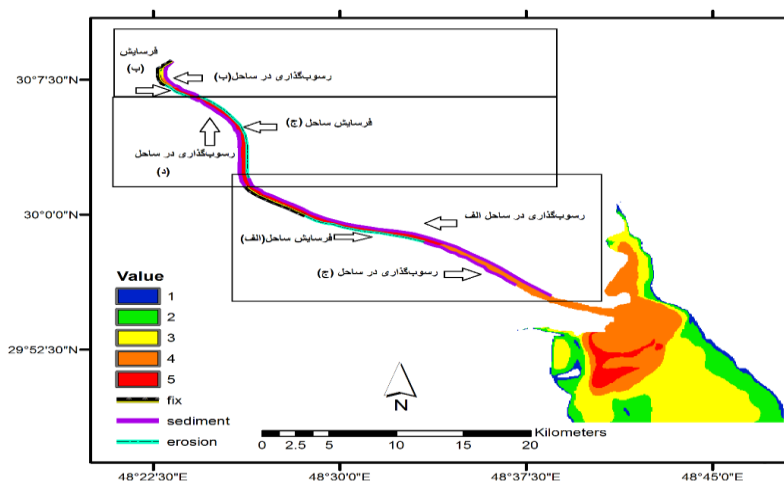 فرسایش
(ب)
رسوب‌گذاری در ساحل(ب)
30°7'30"N
فرسایش ساحل (ج)
رسوب‌گذاری در ساحل
(د)
30°0'0"N
رسوب‌گذاری در ساحل الف
فرسایش ساحل(الف)
رسوب‌گذاری در ساحل (ج)
Value
1
2
3
4
5
fix
sediment
erosion
29°52'30"N
N
Kilometers
0 2.5 5 10 15 20
48°22'30"E 48°30'0"E 48°37'30"E 48°45'0"E